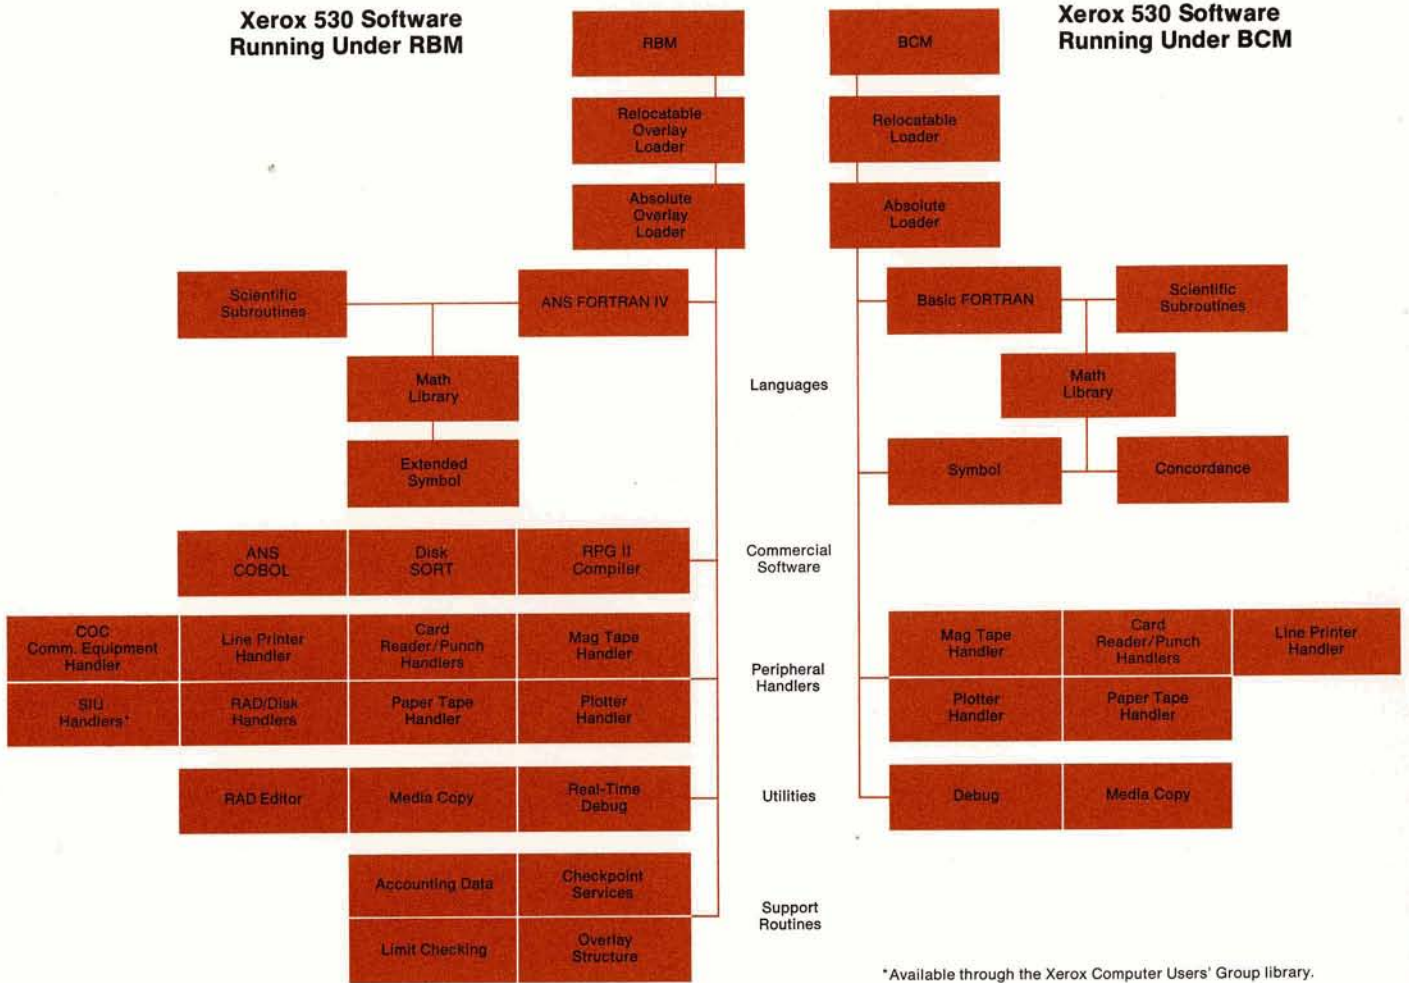 Xerox 530 Software
Running Under RBM
RBM
Relocatable
Overlay
Loader
Absolute
Overlay
Loader
Scientific
Subroutines
ANS FORTRAN IV
Math
Library
Extended
Symbol
ANS
COBOL
Disk
SORT
RPG II
Compiler
COC
Comm. Equipment
Handler
Line Printer
Handler
Card
Reader/Punch
Handlers
Mag Tape
Handler
SIU
Handlers*
RAD/Disk
Handlers
Paper Tape
Handler
Plotter
Handler
RAD Editor
Media Copy
Real-Time
Debug
Accounting Data
Checkpoint
Services
Limit Checking
Overlay
Structure
Languages
Commercial
Software
Peripheral
Handlers
Utilities
Support
Routines
Xerox 530 Software
Running Under BCM
BCM
Relocatable
Loader
Absolute
Loader
Basic FORTRAN
Scientific
Subroutines
Math
Library
Symbol
Concordance
Mag Tape
Handler
Card
Reader/Punch
Handlers
Line Printer
Handler
Plotter
Handler
Paper Tape
Handler
Debug
Media Copy
*Available through the Xerox Computer Users' Group library.